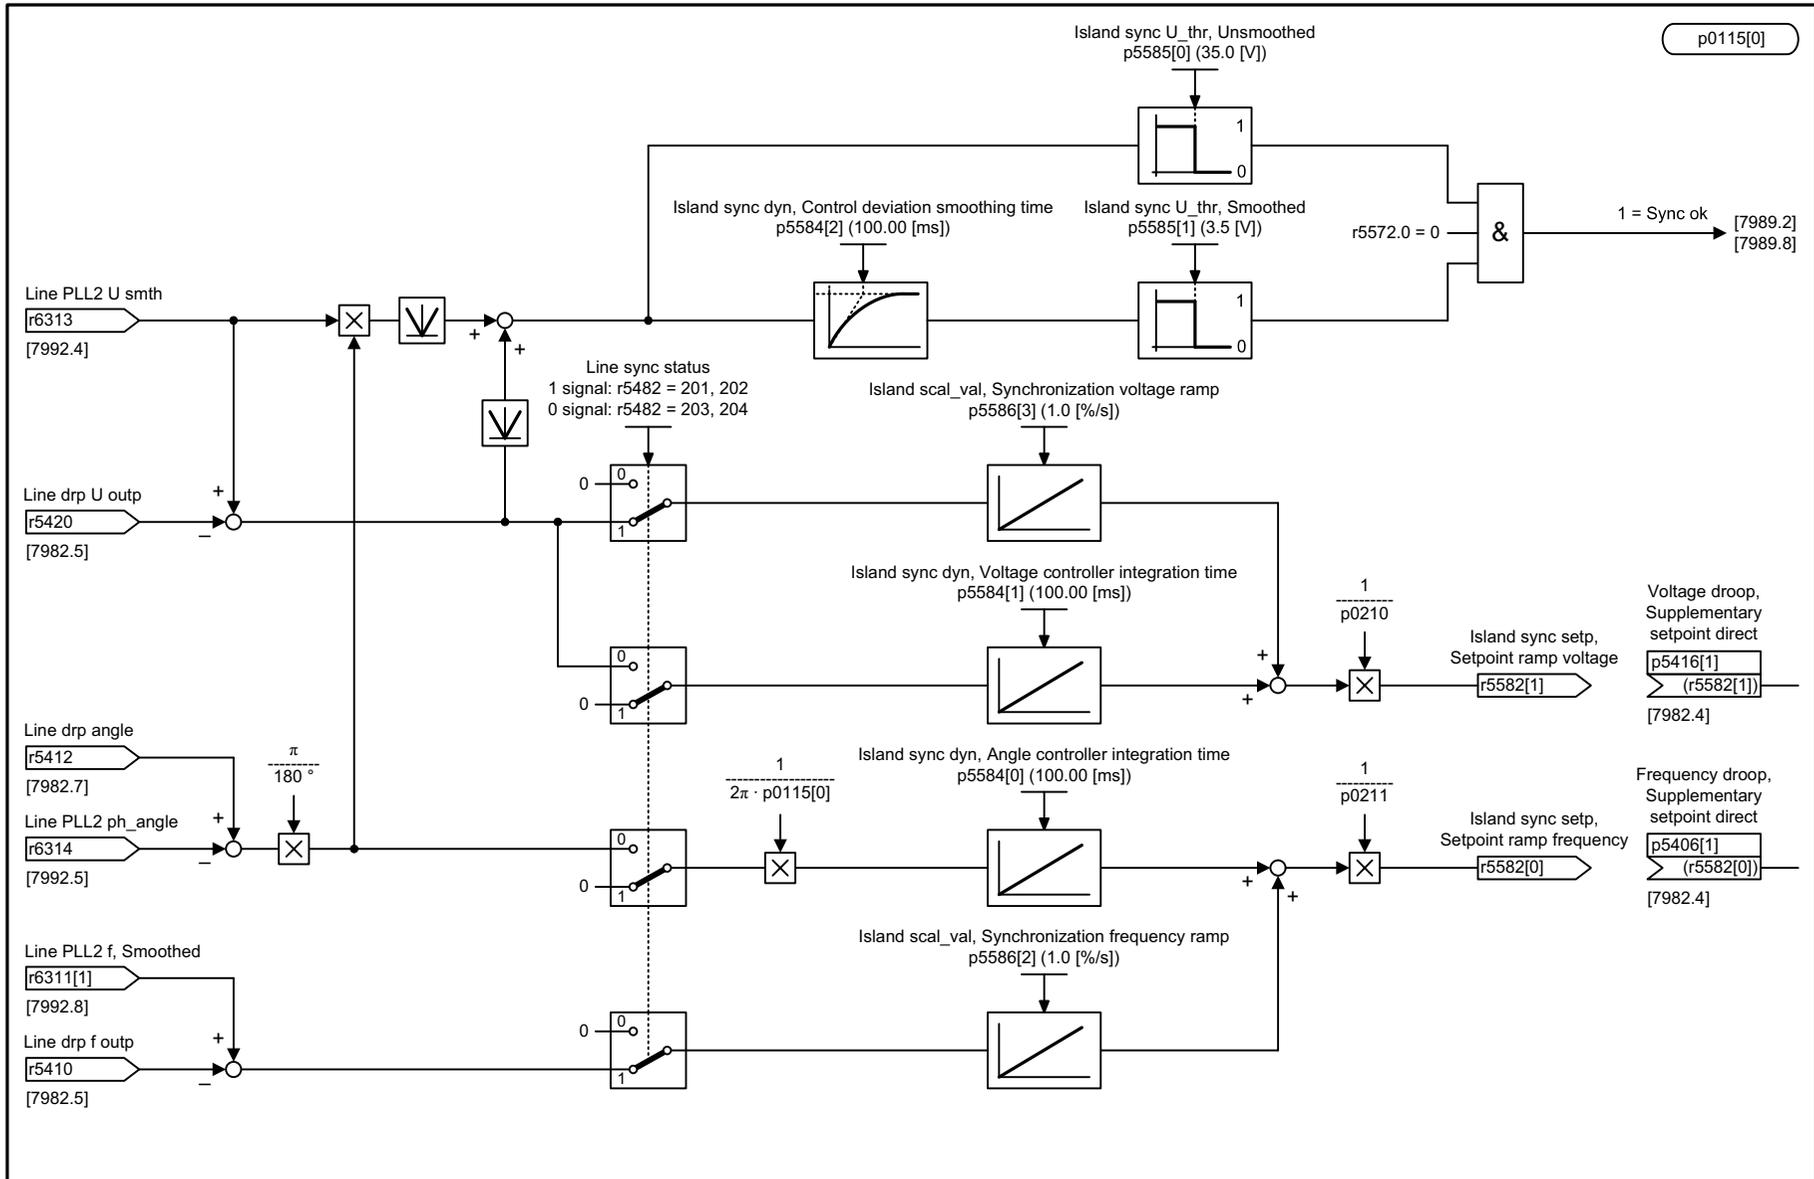 p0115[0]
Island sync U_thr, Unsmoothed
p5585[0] (35.0 [V])
1
0
Island sync dyn, Control deviation smoothing time
p5584[2] (100.00 [ms])
Island sync U_thr, Smoothed
p5585[1] (3.5 [V])
1
0
r5572.0 = 0
&
1 = Sync ok
[7989.2]
[7989.8]
Line PLL2 U smth
r6313
[7992.4]
+
+
Line sync status
1 signal: r5482 = 201, 202
0 signal: r5482 = 203, 204
Island scal_val, Synchronization voltage ramp
p5586[3] (1.0 [%/s])
Line drp U outp
r5420
[7982.5]
+
–
0
0
1
Island sync dyn, Voltage controller integration time
p5584[1] (100.00 [ms])
0
0
1
+
+
1
----------
p0210
Island sync setp,
Setpoint ramp voltage
r5582[1]
Voltage droop,
Supplementary
setpoint direct
p5416[1]
(r5582[1])
[7982.4]
Line drp angle
r5412
[7982.7]
Line PLL2 ph_angle
r6314
[7992.5]
+
–
π
---------
180 °
1
--------------------
2π · p0115[0]
Island sync dyn, Angle controller integration time
p5584[0] (100.00 [ms])
0
0
1
+
+
1
----------
p0211
Island sync setp,
Setpoint ramp frequency
r5582[0]
Frequency droop,
Supplementary
setpoint direct
p5406[1]
(r5582[0])
[7982.4]
Line PLL2 f, Smoothed
r6311[1]
[7992.8]
Line drp f outp
r5410
[7982.5]
+
–
Island scal_val, Synchronization frequency ramp
p5586[2] (1.0 [%/s])
0
0
1